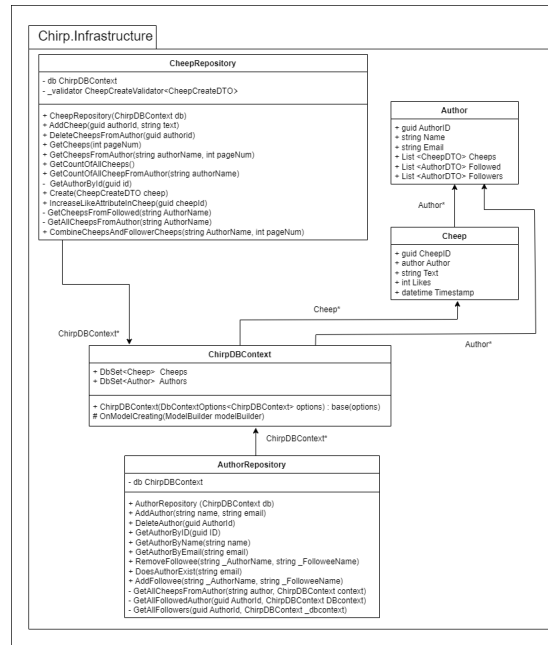 Chirp.Infrastructure
CheepRepository
- db ChirpDBContext
- _validator CheepCreateValidator<CheepCreateDTO>
+ CheepRepository(ChirpDBContext db)
+ AddCheep(guid authorId, string text)
+ DeleteCheepsFromAuthor(guid authorid)
+ GetCheeps(int pageNum)
+ GetCheepsFromAuthor(string authorName, int pageNum)
+ GetCountOfAllCheeps()
+ GetCountOfAllCheepFromAuthor(string authorName)
- GetAuthorById(guid id)
+ Create(CheepCreateDTO cheep)
+ IncreaseLikeAttributeInCheep(guid cheepId)
- GetCheepsFromFollowed(string AuthorName)
- GetAllCheepsFromAuthor(string AuthorName)
+ CombineCheepsAndFollowerCheeps(string AuthorName, int pageNum)
Author
+ guid AuthorID
+ string Name
+ string Email
+ List <CheepDTO> Cheeps
+ List <AuthorDTO> Followed
+ List <AuthorDTO> Followers
Author*
Cheep
+ guid CheepID
+ author Author
+ string Text
+ int Likes
+ datetime Timestamp
Cheep*
ChirpDBContext*
Author*
ChirpDBContext
+ DbSet<Cheep> Cheeps
+ DbSet<Author> Authors
+ ChirpDBContext(DbContextOptions<ChirpDBContext> options) : base(options)
# OnModelCreating(ModelBuilder modelBuilder)
ChirpDBContext*
AuthorRepository
- db ChirpDBContext
+ AuthorRepository (ChirpDBContext db)
+ AddAuthor(string name, string email)
+ DeleteAuthor(guid AuthorId)
+ GetAuthorByID(guid ID)
+ GetAuthorByName(string name)
+ GetAuthorByEmail(string email)
+ RemoveFollowee(string _AuthorName, string _FolloweeName)
+ DoesAuthorExist(string email)
+ AddFollowee(string _AuthorName, string _FolloweeName)
- GetAllCheepsFromAuthor(string author, ChirpDBContext context)
- GetAllFollowedAuthor(guid AuthorId, ChirpDBContext DBcontext)
- GetAllFollowers(guid AuthorId, ChirpDBContext _dbcontext)